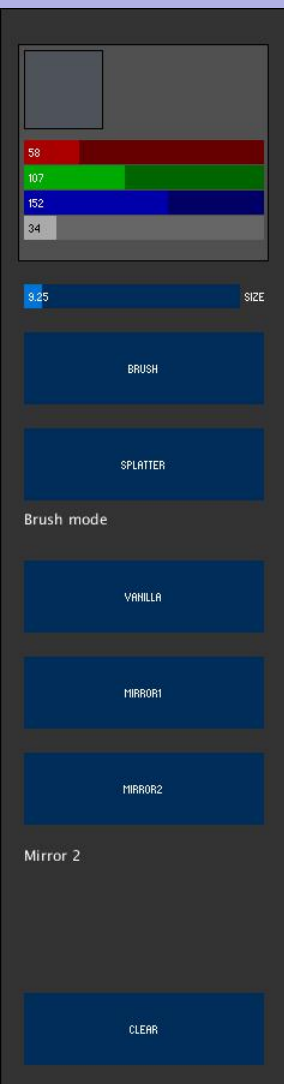 58
107
152
34
9.25 SIZE
BRUSH
SPLATTER
Brush mode
VANILLA
MIRROR1
MIRROR2
Mirror 2
CLEAR